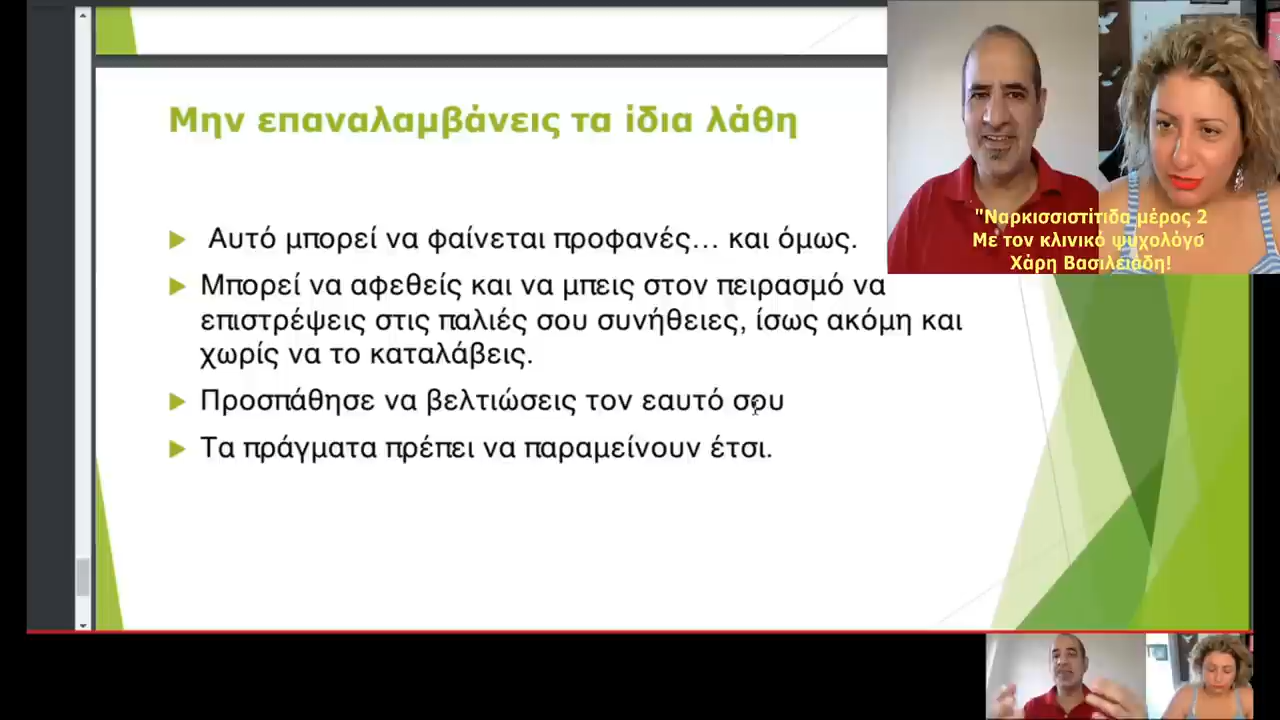 Μην επαναλαμβάνεις τα ίδια λάθη
Αυτό μπορεί να φαίνεται προφανές… και όμως.
Μπορεί να αφεθείς και να μπεις στον πειρασμό να
επιστρέψεις στις παλιές σου συνήθειες, ίσως ακόμη και
χωρίς να το καταλάβεις.
Προσπάθησε να βελτιώσεις τον εαυτό σου
Τα πράγματα πρέπει να παραμείνουν έτσι.
"Ναρκισσιστίτιδα μέρος 2
Με τον κλινικό ψυχολόγο
Χάρη Βασιλειάδη!